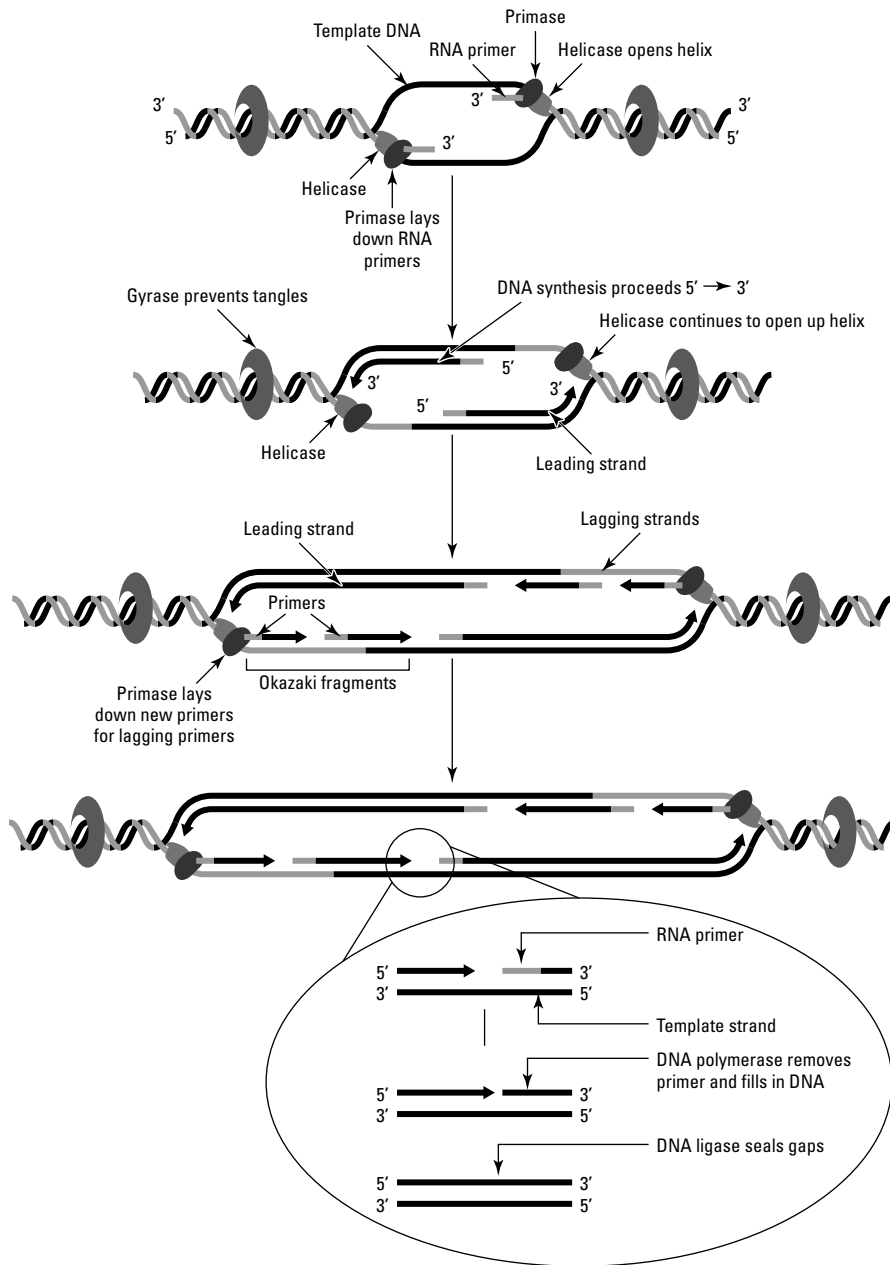 Primase
Template DNA
RNA primer
Helicase opens helix
3′
3′
3′
5′
3′
5′
Helicase
Primase lays
down RNA
primers
DNA synthesis proceeds 5′ → 3′
Gyrase prevents tangles
Helicase continues to open up helix
5′
3′
3′
5′
Helicase
Leading strand
Lagging strands
Leading strand
Primers
Okazaki fragments
Primase lays
down new primers
for lagging primers
RNA primer
5′
3′
3′
5′
Template strand
DNA polymerase removes
primer and fills in DNA
5′
3′
3′
5′
DNA ligase seals gaps
5′
3′
3′
5′